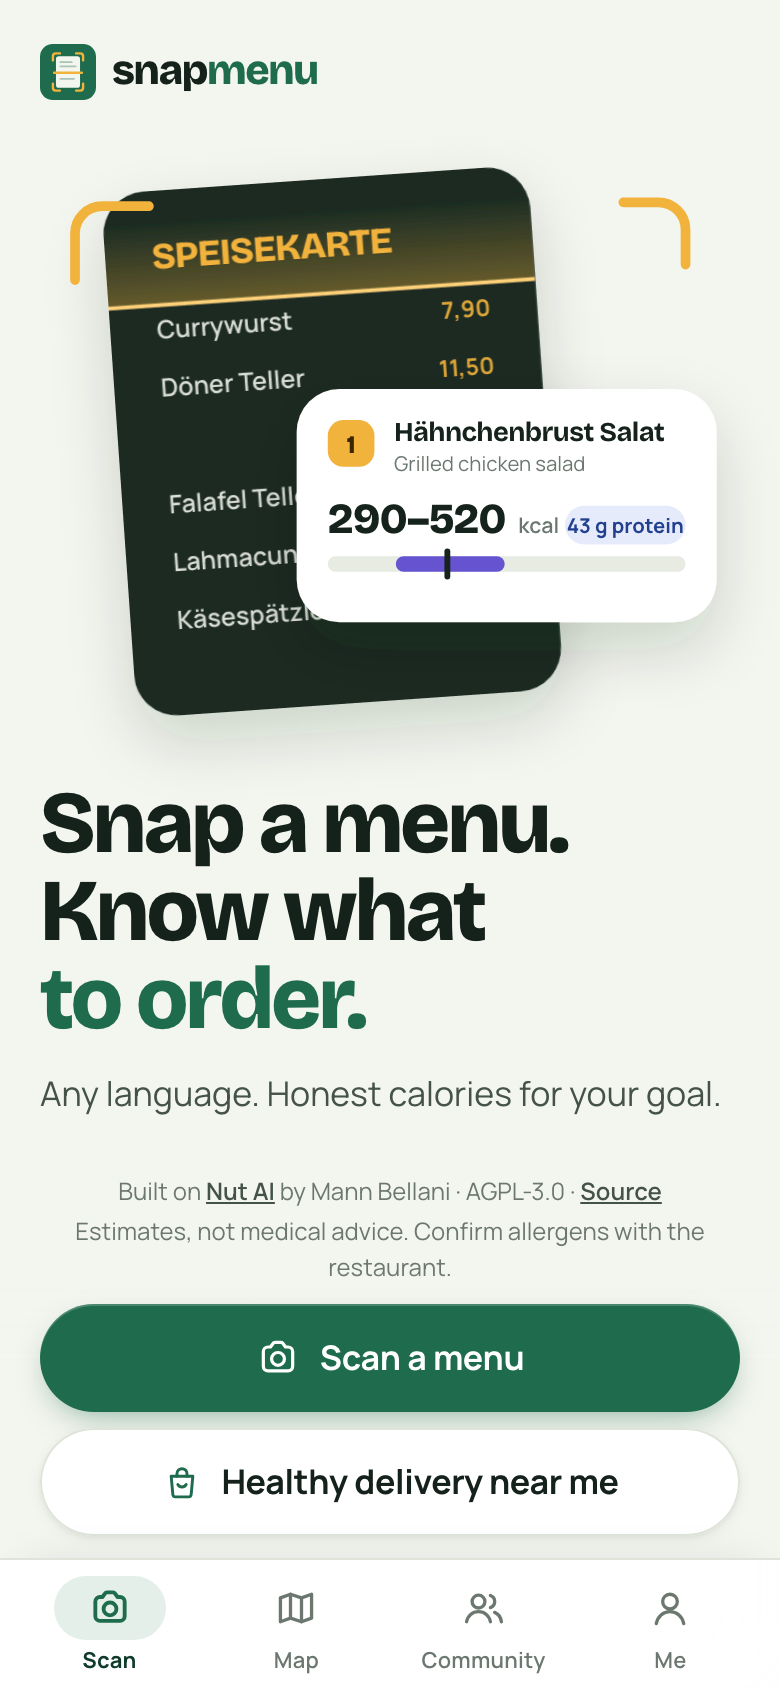 snapmenu
SPEISEKARTE
Currywurst 7,90
Döner Teller 11,50
1 Hähnchenbrust Salat
Grilled chicken salad
290–520 kcal 43 g protein
Falafel
Lahmacun
Snap a menu.
Know what
to order.
Any language. Honest calories for your goal.
Built on Nut AI by Mann Bellani · AGPL-3.0 · Source
Estimates, not medical advice. Confirm allergens with the
restaurant.
Scan a menu
Healthy delivery near me
Scan Map Community Me